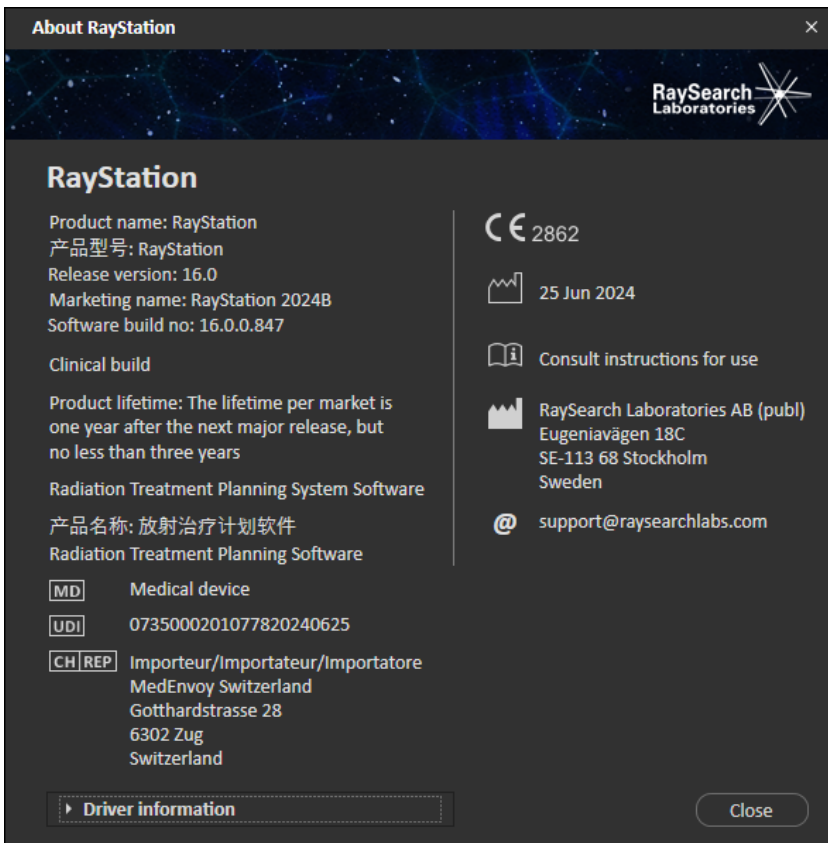 About RayStation
RaySearch
Laboratories
RayStation
Product name: RayStation
产品型号: RayStation
Release version: 16.0
Marketing name: RayStation 2024B
Software build no: 16.0.0.847
Clinical build
Product lifetime: The lifetime per market is
one year after the next major release, but
no less than three years
Radiation Treatment Planning System Software
产品名称: 放射治疗计划软件
Radiation Treatment Planning Software
MD Medical device
UDI 0735000201077820240625
CH REP Importeur/Importateur/Importatore
MedEnvoy Switzerland
Gotthardstrasse 28
6302 Zug
Switzerland
CE 2862
25 Jun 2024
i Consult instructions for use
RaySearch Laboratories AB (publ)
Eugeniavägen 18C
SE-113 68 Stockholm
Sweden
@ support@raysearchlabs.com
Driver information
Close